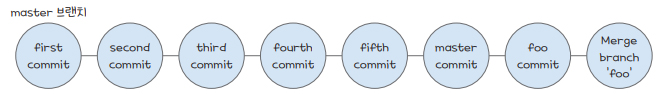 master 브랜치
first
commit
second
commit
third
commit
fourth
commit
fifth
commit
master
commit
foo
commit
Merge
branch
'foo'